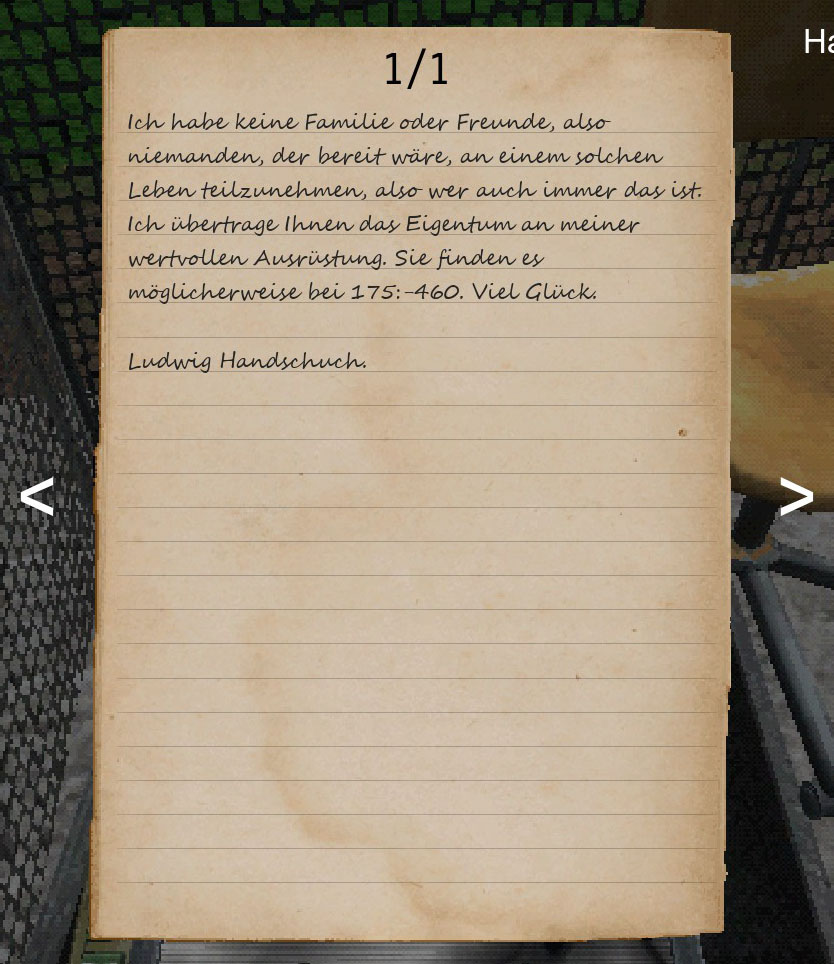 Ha
1/1
Ich habe keine Familie oder Freunde, also
niemanden, der bereit wäre, an einem solchen
Leben teilzunehmen, also wer auch immer das ist.
Ich übertrage Ihnen das Eigentum an meiner
wertvollen Ausrüstung. Sie finden es
möglicherweise bei 175:-460. Viel Glück.
Ludwig Handschuch.
< >